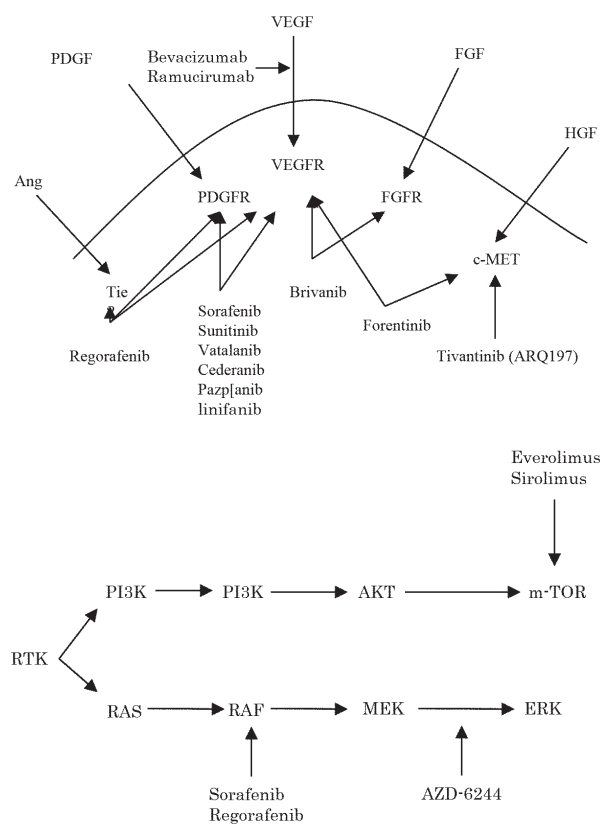 VEGF
PDGF
Bevacizumab
Ramucirumab
FGF
HGF
VEGFR
Ang
PDGFR
FGFR
c-MET
Tie
Brivanib
Sorafenib
Sunitinib
Vatalanib
Cederanib
Pazp[anib
linifanib
Forentinib
Regorafenib
Tivantinib (ARQ197)
Everolimus
Sirolimus
PI3K
PI3K
AKT
m-TOR
RTK
RAS
RAF
MEK
ERK
Sorafenib
Regorafenib
AZD-6244